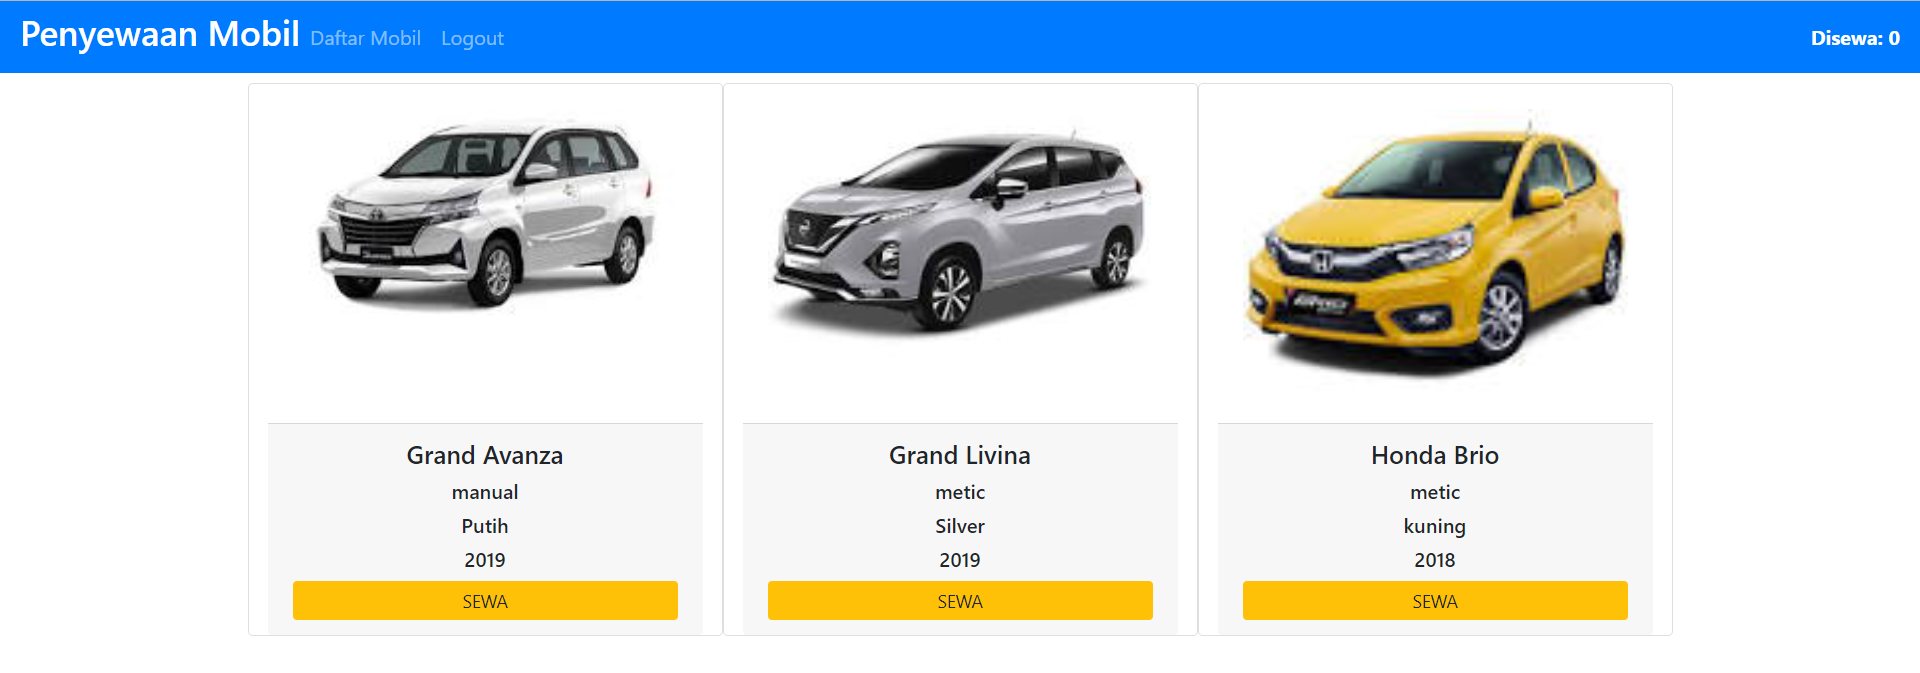 Penyewaan Mobil Daftar Mobil Logout Disewa: 0
Grand Avanza
manual
Putih
2019
SEWA
Grand Livina
metic
Silver
2019
SEWA
Honda Brio
metic
kuning
2018
SEWA